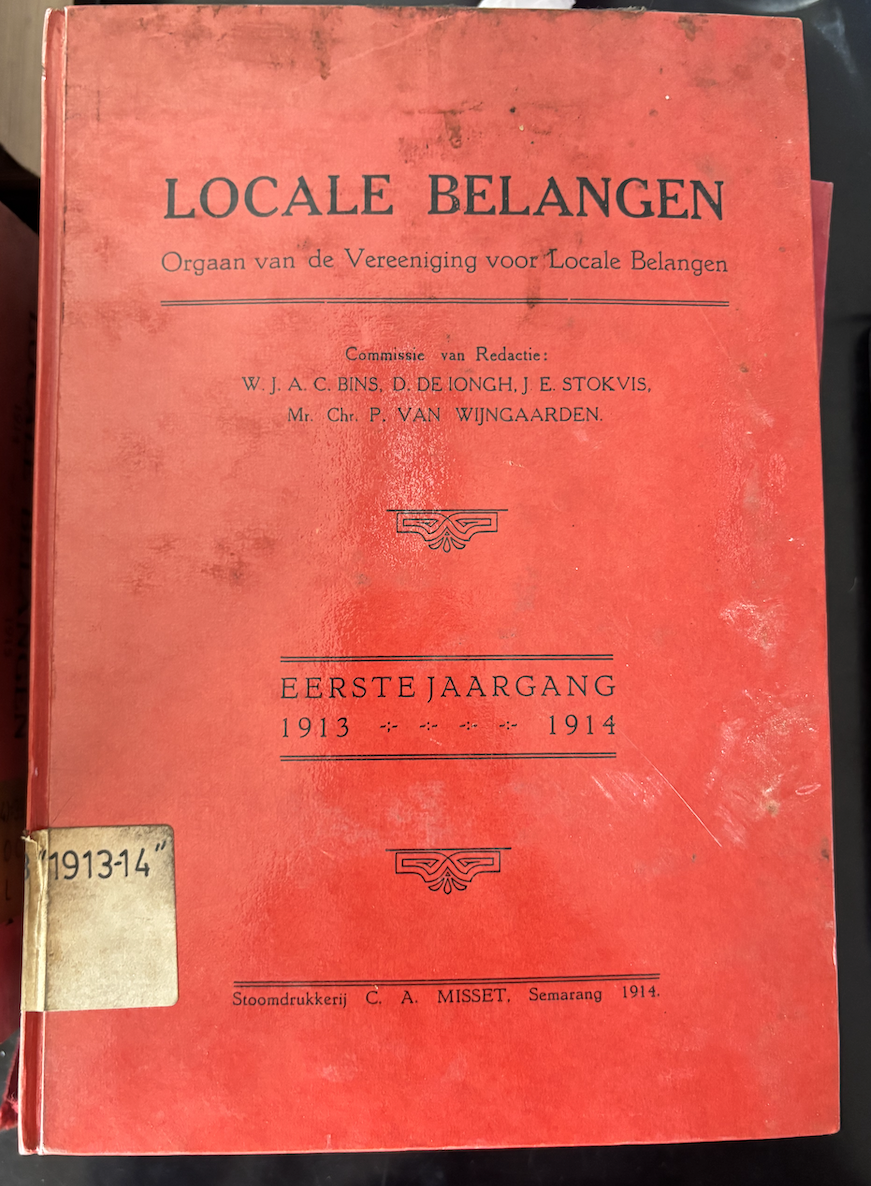 LOCALE BELANGEN
Orgaan van de Vereeniging voor Locale Belangen
Commissie van Redactie:
W. J. A. C. BINS, D. DE IONGH, J E. STOKVIS,
Mr. Chr. P. VAN WIJNGAARDEN.
EERSTE JAARGANG
1913 -:- -:- -:- -:- 1914
"1913-14"
Stoomdrukkerij C. A. MISSET, Semarang 1914.